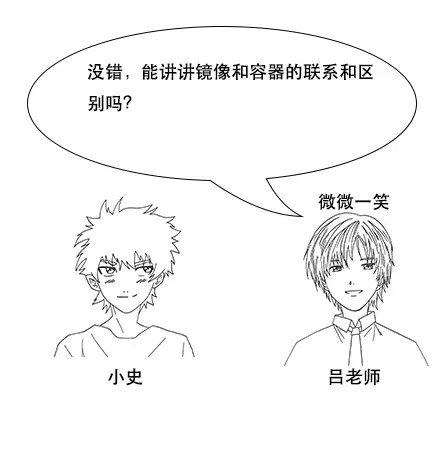 没错，能讲讲镜像和容器的联系和区
别吗？
微微一笑
小史
吕老师